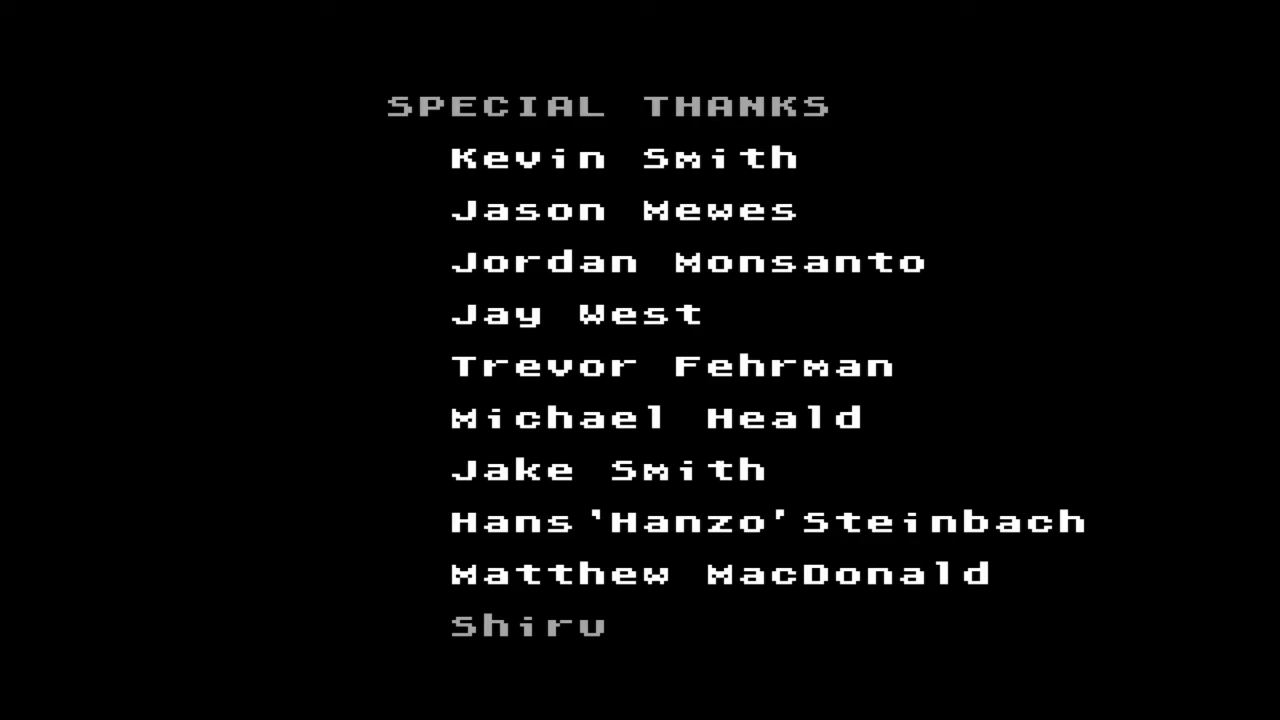 SPECIAL THANKS
Kevin Smith
Jason Mewes
Jordan Monsanto
Jay West
Trevor Fehrman
Michael Heald
Jake Smith
Hans 'Hanzo' Steinbach
Matthew MacDonald
Shiru